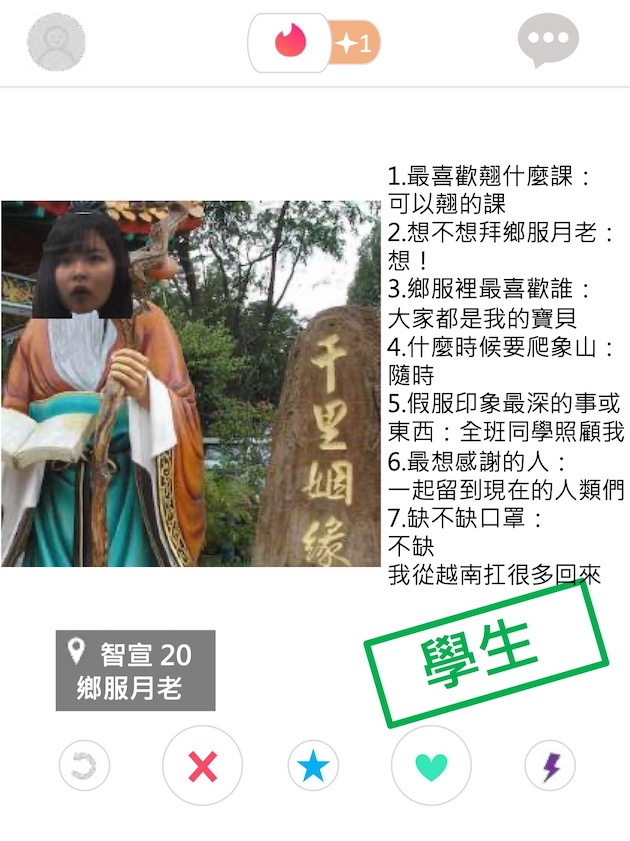 1
1.最喜歡翹什麼課：
可以翹的課
2.想不想拜鄉服月老：
想！
3.鄉服裡最喜歡誰：
大家都是我的寶貝
4.什麼時候要爬象山：
隨時
5.假服印象最深的事或
東西：全班同學照顧我
6.最想感謝的人：
一起留到現在的人類們
7.缺不缺口罩：
不缺
我從越南扛很多回來
千里姻緣
學生
智宣 20
鄉服月老